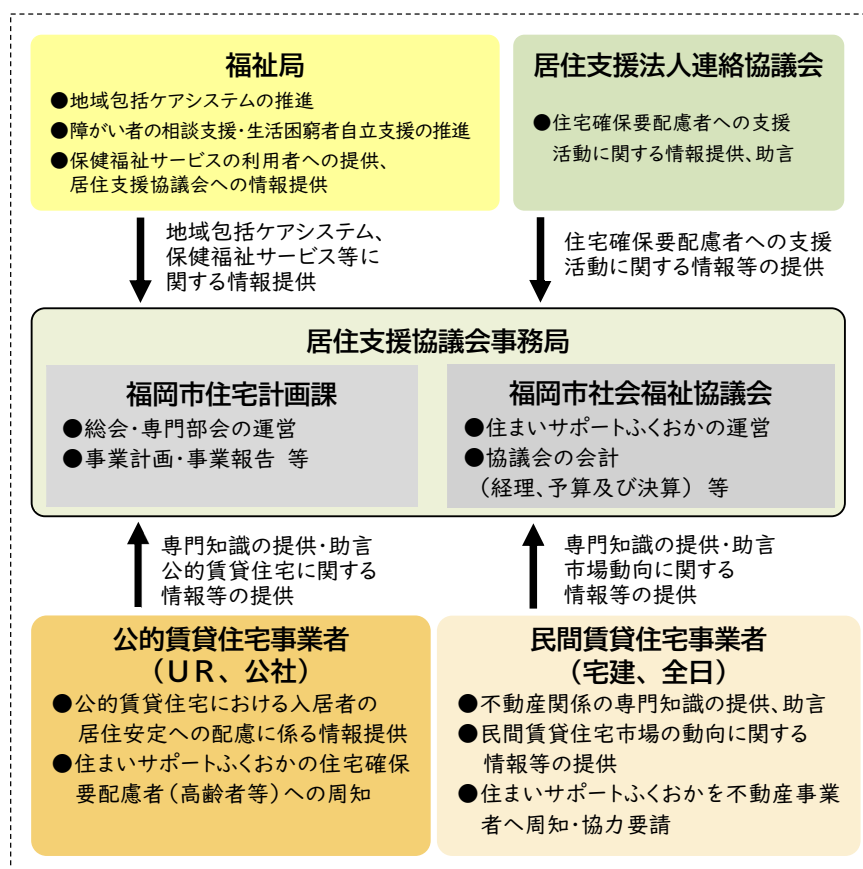 福祉局
●地域包括ケアシステムの推進
●障がい者の相談支援・生活困窮者自立支援の推進
●保健福祉サービスの利用者への提供、
居住支援協議会への情報提供
居住支援法人連絡協議会
●住宅確保要配慮者への支援
活動に関する情報提供、助言
地域包括ケアシステム、
保健福祉サービス等に
関する情報提供
住宅確保要配慮者への支援
活動に関する情報等の提供
居住支援協議会事務局
福岡市住宅計画課
●総会・専門部会の運営
●事業計画・事業報告 等
福岡市社会福祉協議会
●住まいサポートふくおかの運営
●協議会の会計
（経理、予算及び決算） 等
専門知識の提供・助言
公的賃貸住宅に関する
情報等の提供
専門知識の提供・助言
市場動向に関する
情報等の提供
公的賃貸住宅事業者
（ＵＲ、公社）
●公的賃貸住宅における入居者の
居住安定への配慮に係る情報提供
●住まいサポートふくおかの住宅確保
要配慮者（高齢者等）への周知
民間賃貸住宅事業者
（宅建、全日）
●不動産関係の専門知識の提供、助言
●民間賃貸住宅市場の動向に関する
情報等の提供
●住まいサポートふくおかを不動産事業
者へ周知・協力要請